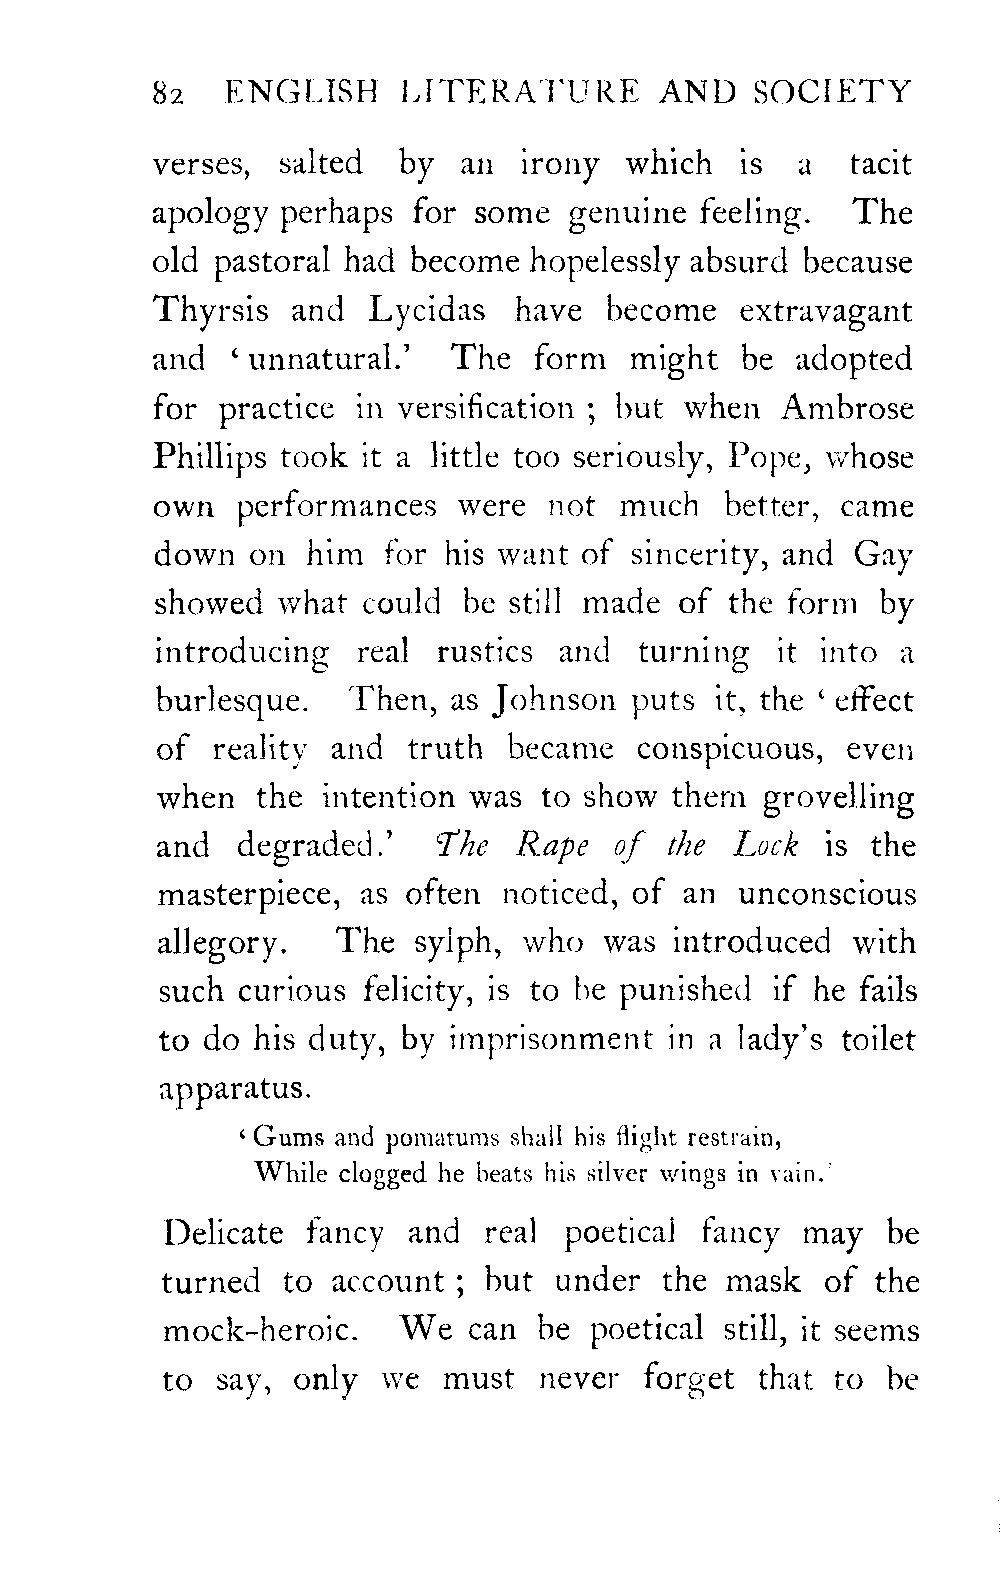 82 ENGLISH LITERATURE AND SOCIETY
verses, salted by an irony which is a tacit
apology perhaps for some genuine feeling. The
old pastoral had become hopelessly absurd because
Thyrsis and Lycidas have become extravagant
and ‘ unnatural.’ The form might be adopted
for practice in versification ; but when Ambrose
Phillips took it a little too seriously, Pope, whose
own performances were not much better, came
down on him for his want of sincerity, and Gay
showed what could be still made of the form by
introducing real rustics and turning it into a
burlesque. Then, as Johnson puts it, the ‘ effect
of reality and truth became conspicuous, even
when the intention was to show them grovelling
and degraded.’ The Rape of the Lock is the
masterpiece, as often noticed, of an unconscious
allegory. The sylph, who was introduced with
such curious felicity, is to be punished if he fails
to do his duty, by imprisonment in a lady’s toilet
apparatus.
‘ Gums and pomatums shall his flight restrain,
While clogged he beats his silver wings in vain.’
Delicate fancy and real poetical fancy may be
turned to account ; but under the mask of the
mock-heroic. We can be poetical still, it seems
to say, only we must never forget that to be